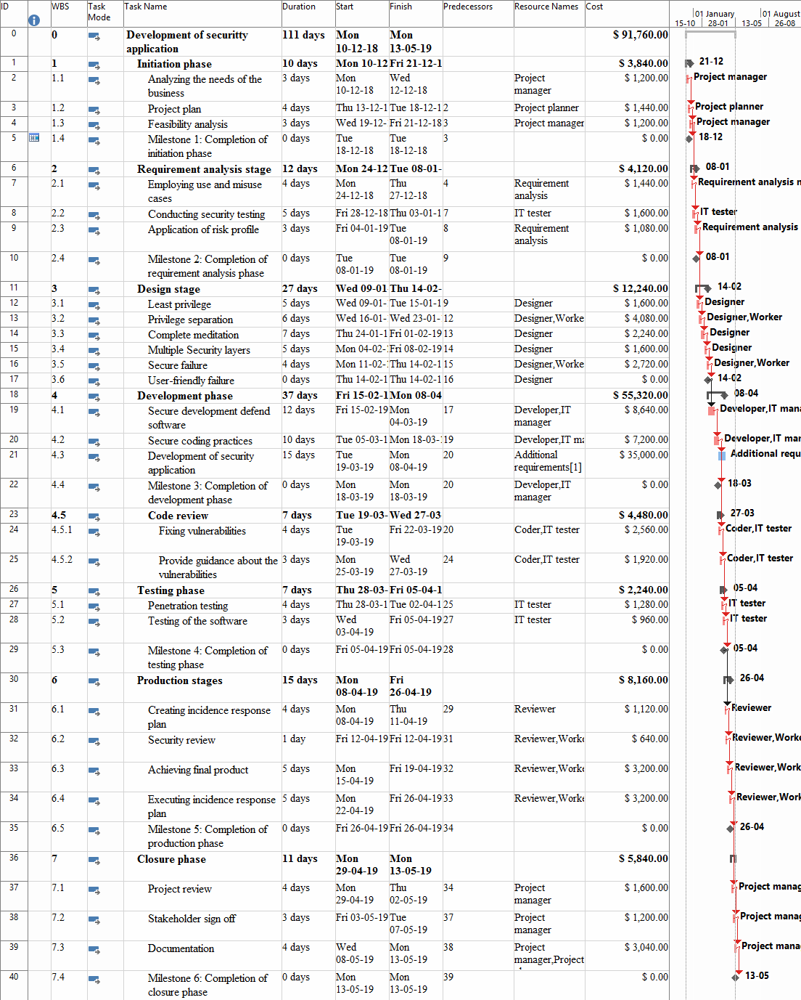 ID WBS Task Mode Task Name Duration Start Finish Predecessors Resource Names Cost
01 January 01 August
15-10 28-01 13-05 26-08
0 0 Development of securitty application 111 days Mon 10-12-18 Mon 13-05-19 $ 91,760.00
1 1 Initiation phase 10 days Mon 10-12 Fri 21-12-1 $ 3,840.00 21-12
2 1.1 Analyzing the needs of the business 3 days Mon 10-12-18 Wed 12-12-18 Project manager $ 1,200.00 Project manager
3 1.2 Project plan 4 days Thu 13-12-1 Tue 18-12-1 2 Project planner $ 1,440.00 Project planner
4 1.3 Feasibility analysis 3 days Wed 19-12- Fri 21-12-18 3 Project manager $ 1,200.00 Project manager
5 1.4 Milestone 1: Completion of initiation phase 0 days Tue 18-12-18 Tue 18-12-18 3 $ 0.00 18-12
6 2 Requirement analysis stage 12 days Mon 24-12 Tue 08-01- $ 4,120.00 08-01
7 2.1 Employing use and misuse cases 4 days Mon 24-12-18 Thu 27-12-18 4 Requirement analysis $ 1,440.00 Requirement analysis
8 2.2 Conducting security testing 5 days Fri 28-12-18 Thu 03-01-1 7 IT tester $ 1,600.00 IT tester
9 2.3 Application of risk profile 3 days Fri 04-01-19 Tue 08-01-19 8 Requirement analysis $ 1,080.00 Requirement analysis
10 2.4 Milestone 2: Completion of requirement analysis phase 0 days Tue 08-01-19 Tue 08-01-19 9 $ 0.00 08-01
11 3 Design stage 27 days Wed 09-01 Thu 14-02- $ 12,240.00 14-02
12 3.1 Least privilege 5 days Wed 09-01- Tue 15-01-1 9 Designer $ 1,600.00 Designer
13 3.2 Privilege separation 6 days Wed 16-01- Wed 23-01- 12 Designer,Worke $ 4,080.00 Designer,Worker
14 3.3 Complete meditation 7 days Thu 24-01-1 Fri 01-02-19 13 Designer $ 2,240.00 Designer
15 3.4 Multiple Security layers 5 days Mon 04-02- Fri 08-02-19 14 Designer $ 1,600.00 Designer
16 3.5 Secure failure 4 days Mon 11-02- Thu 14-02-1 15 Designer,Worke $ 2,720.00 Designer,Worker
17 3.6 User-friendly failure 0 days Thu 14-02-1 Thu 14-02-1 16 Designer $ 0.00 14-02
18 4 Development phase 37 days Fri 15-02-1 Mon 08-04 $ 55,320.00 08-04
19 4.1 Secure development defend software 12 days Fri 15-02-19 Mon 04-03-19 17 Developer,IT manager $ 8,640.00 Developer,IT mana
20 4.2 Secure coding practices 10 days Tue 05-03-1 Mon 18-03- 19 Developer,IT ma $ 7,200.00 Developer,IT mar
21 4.3 Development of security application 15 days Tue 19-03-19 Mon 08-04-19 20 Additional requirements[1] $ 35,000.00 Additional requ
22 4.4 Milestone 3: Completion of development phase 0 days Mon 18-03-19 Mon 18-03-19 20 Developer,IT manager $ 0.00 18-03
23 4.5 Code review 7 days Tue 19-03- Wed 27-03 $ 4,480.00 27-03
24 4.5.1 Fixing vulnerabilities 4 days Tue 19-03-19 Fri 22-03-19 20 Coder,IT tester $ 2,560.00 Coder,IT tester
25 4.5.2 Provide guidance about the vulnerabilities 3 days Mon 25-03-19 Wed 27-03-19 24 Coder,IT tester $ 1,920.00 Coder,IT tester
26 5 Testing phase 7 days Thu 28-03- Fri 05-04-1 $ 2,240.00 05-04
27 5.1 Penetration testing 4 days Thu 28-03-1 Tue 02-04-1 25 IT tester $ 1,280.00 IT tester
28 5.2 Testing of the software 3 days Wed 03-04-19 Fri 05-04-19 27 IT tester $ 960.00 IT tester
29 5.3 Milestone 4: Completion of testing phase 0 days Fri 05-04-19 Fri 05-04-19 28 $ 0.00 05-04
30 6 Production stages 15 days Mon 08-04-19 Fri 26-04-19 $ 8,160.00 26-04
31 6.1 Creating incidence response plan 4 days Mon 08-04-19 Thu 11-04-19 29 Reviewer $ 1,120.00 Reviewer
32 6.2 Security review 1 day Fri 12-04-19 Fri 12-04-19 31 Reviewer,Worke $ 640.00 Reviewer,Worke
33 6.3 Achieving final product 5 days Mon 15-04-19 Fri 19-04-19 32 Reviewer,Worke $ 3,200.00 Reviewer,Work
34 6.4 Executing incidence response plan 5 days Mon 22-04-19 Fri 26-04-19 33 Reviewer,Worke $ 3,200.00 Reviewer,Work
35 6.5 Milestone 5: Completion of production phase 0 days Fri 26-04-19 Fri 26-04-19 34 $ 0.00 26-04
36 7 Closure phase 11 days Mon 29-04-19 Mon 13-05-19 $ 5,840.00
37 7.1 Project review 4 days Mon 29-04-19 Thu 02-05-19 34 Project manager $ 1,600.00 Project manag
38 7.2 Stakeholder sign off 3 days Fri 03-05-19 Tue 07-05-19 37 Project manager $ 1,200.00 Project manag
39 7.3 Documentation 4 days Wed 08-05-19 Mon 13-05-19 38 Project manager,Project $ 3,040.00 Project mana
40 7.4 Milestone 6: Completion of closure phase 0 days Mon 13-05-19 Mon 13-05-19 39 $ 0.00 13-05